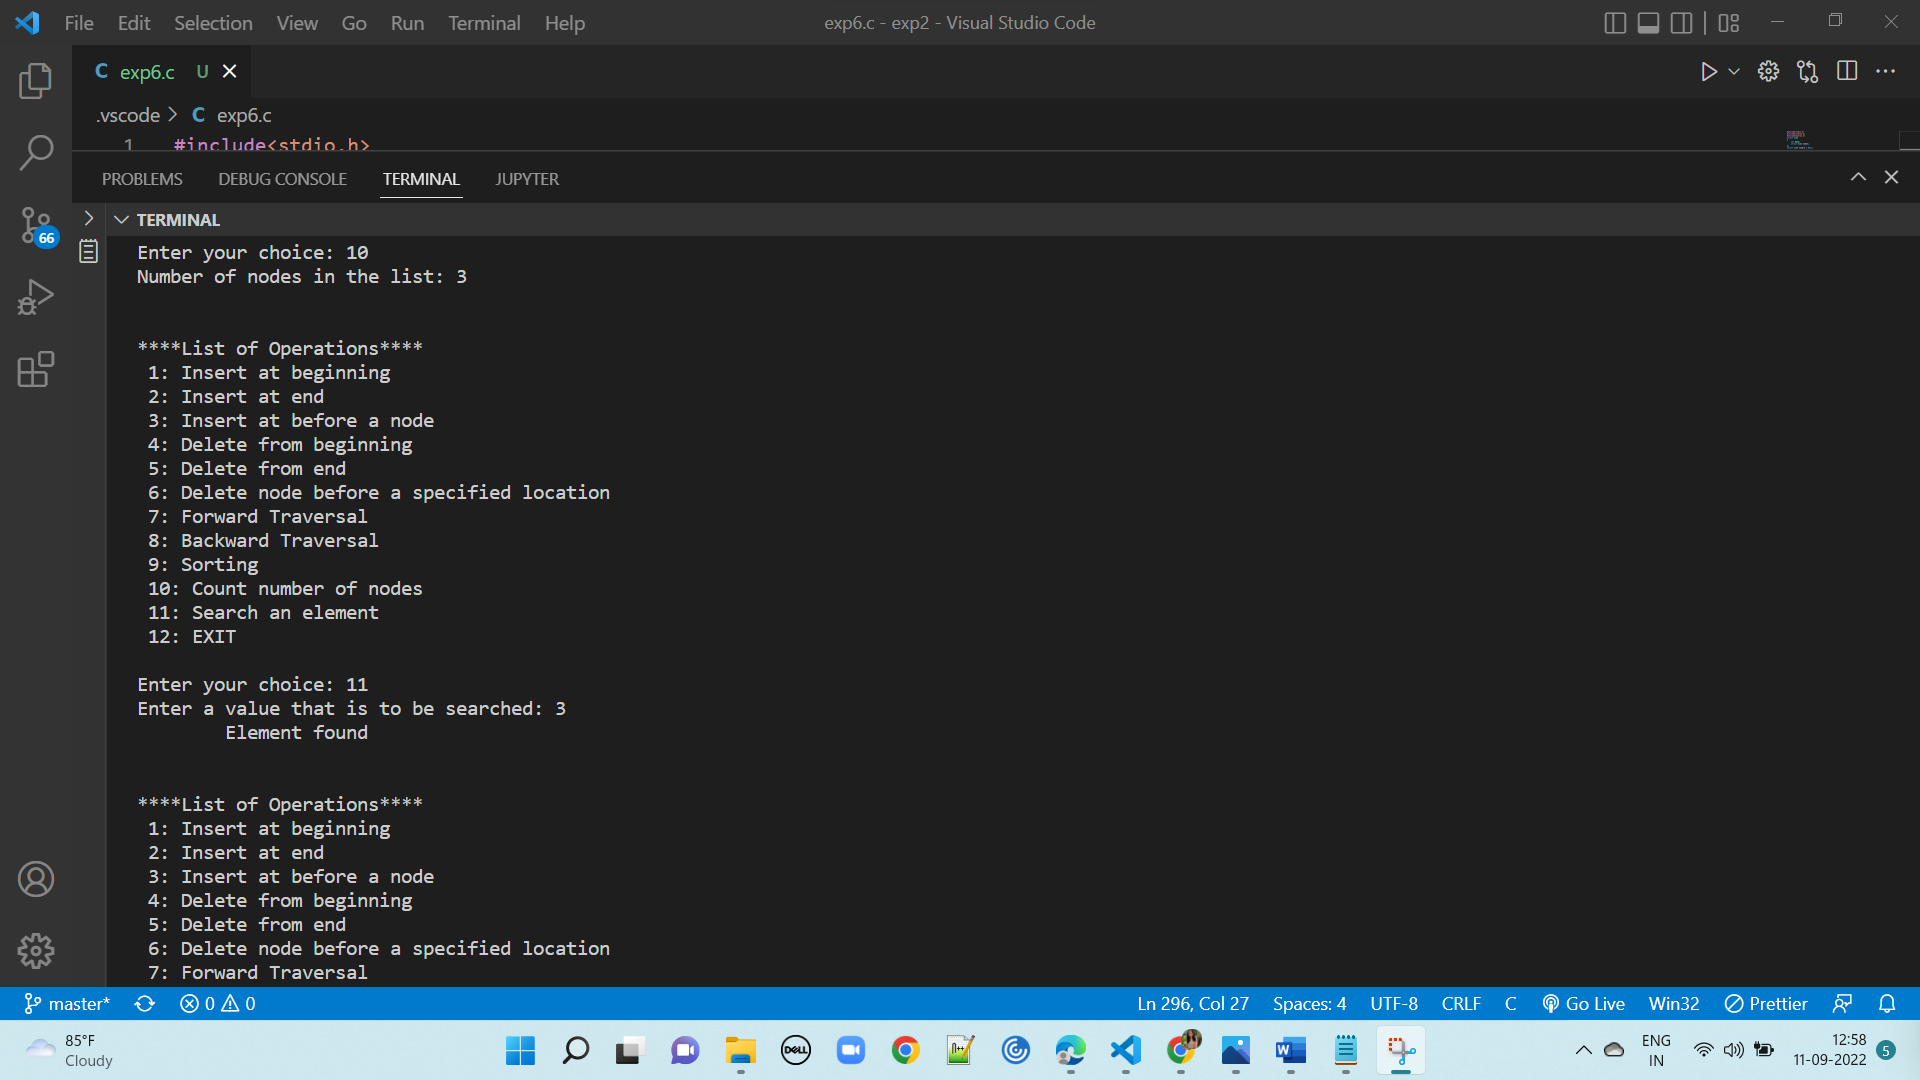 File Edit Selection View Go Run Terminal Help exp6.c - exp2 - Visual Studio Code
C exp6.c U
.vscode > C exp6.c
1 #include<stdio.h>
PROBLEMS DEBUG CONSOLE TERMINAL JUPYTER
TERMINAL
66
Enter your choice: 10
Number of nodes in the list: 3
****List of Operations****
1: Insert at beginning
2: Insert at end
3: Insert at before a node
4: Delete from beginning
5: Delete from end
6: Delete node before a specified location
7: Forward Traversal
8: Backward Traversal
9: Sorting
10: Count number of nodes
11: Search an element
12: EXIT
Enter your choice: 11
Enter a value that is to be searched: 3
Element found
****List of Operations****
1: Insert at beginning
2: Insert at end
3: Insert at before a node
4: Delete from beginning
5: Delete from end
6: Delete node before a specified location
7: Forward Traversal
master* 0 0 Ln 296, Col 27 Spaces: 4 UTF-8 CRLF C Go Live Win32 Prettier
85°F
Cloudy
DELL
W
ENG
IN
12:58
11-09-2022
5